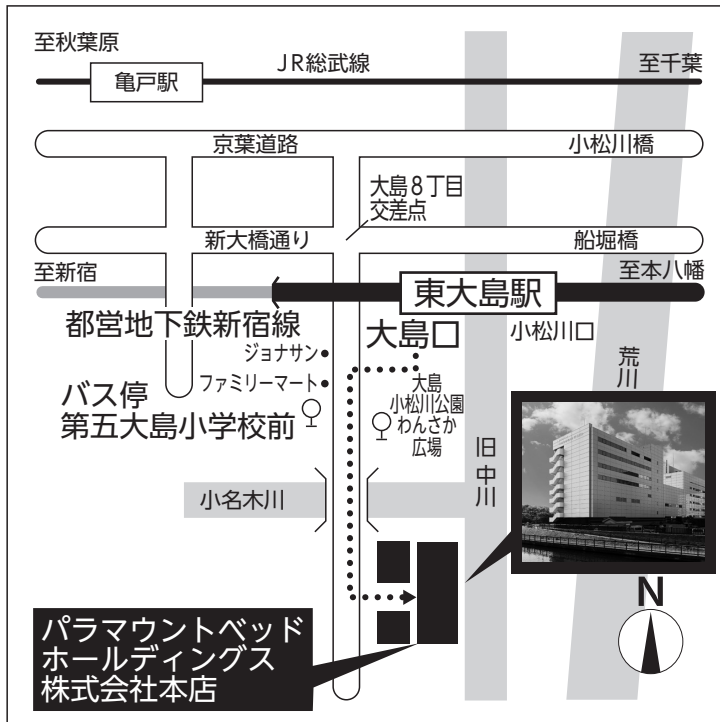 至秋葉原
JR総武線
至千葉
亀戸駅
京葉道路
小松川橋
大島8丁目
交差点
新大橋通り
船堀橋
至新宿
至本八幡
東大島駅
都営地下鉄新宿線
大島口
小松川口
ジョナサン
ファミリーマート
バス停
第五大島小学校前
大島
小松川公園
わんさか
広場
荒川
旧中川
小名木川
N
パラマウントベッド
ホールディングス
株式会社本店